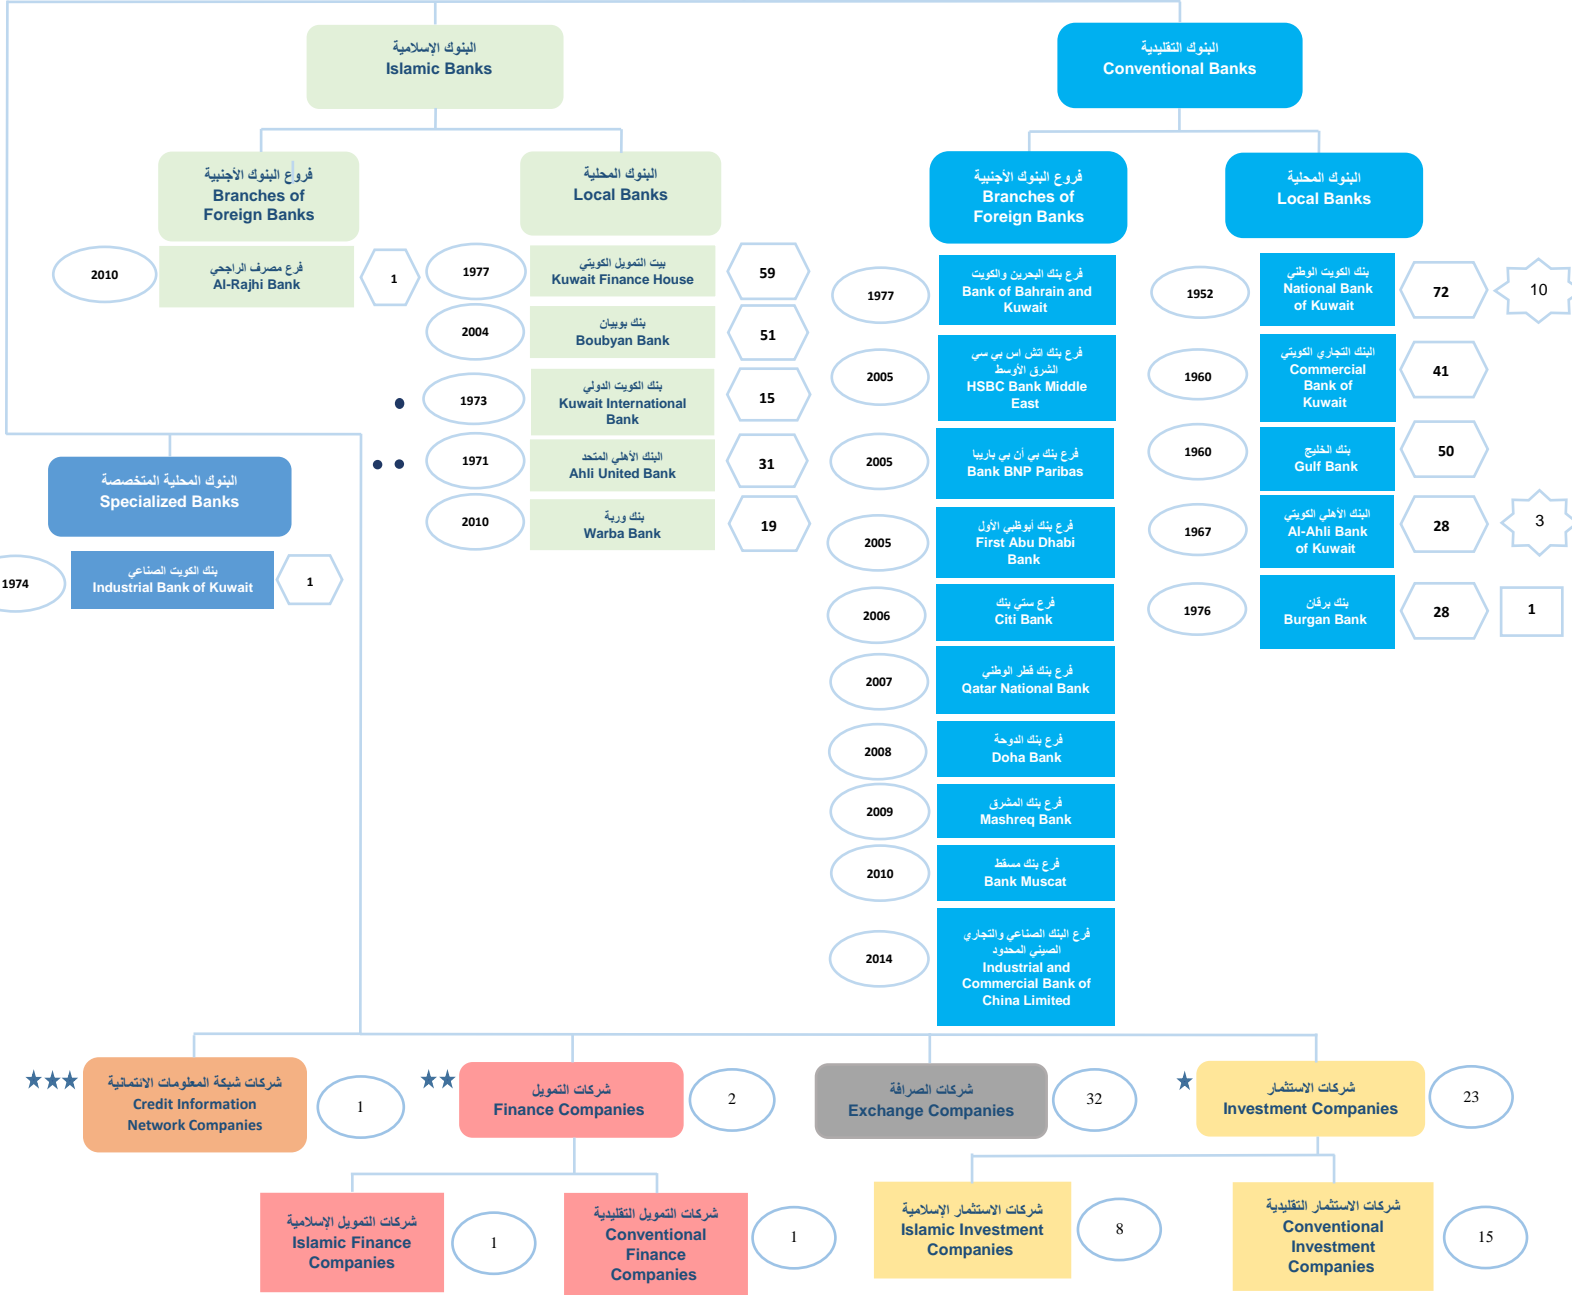 البنوك الإسلامية
Islamic Banks
البنوك التقليدية
Conventional Banks
فروع البنوك الأجنبية
Branches of
Foreign Banks
البنوك المحلية
Local Banks
فروع البنوك الأجنبية
Branches of
Foreign Banks
البنوك المحلية
Local Banks
2010
فرع مصرف الراجحي
Al-Rajhi Bank
1
1977
بيت التمويل الكويتي
Kuwait Finance House
59
2004
بنك بوبيان
Boubyan Bank
51
1973
بنك الكويت الدولي
Kuwait International
Bank
15
1971
البنك الأهلي المتحد
Ahli United Bank
31
2010
بنك وربة
Warba Bank
19
البنوك المحلية المتخصصة
Specialized Banks
1974
بنك الكويت الصناعي
Industrial Bank of Kuwait
1
1977
فرع بنك البحرين والكويت
Bank of Bahrain and
Kuwait
2005
فرع بنك اتش اس بي سي
الشرق الأوسط
HSBC Bank Middle
East
2005
فرع بنك بي أن بي باريبا
Bank BNP Paribas
2005
فرع بنك أبوظبي الأول
First Abu Dhabi
Bank
2006
فرع ستي بنك
Citi Bank
2007
فرع بنك قطر الوطني
Qatar National Bank
2008
فرع بنك الدوحة
Doha Bank
2009
فرع بنك المشرق
Mashreq Bank
2010
فرع بنك مسقط
Bank Muscat
2014
فرع البنك الصناعي والتجاري
الصيني المحدود
Industrial and
Commercial Bank of
China Limited
1952
بنك الكويت الوطني
National Bank
of Kuwait
72
10
1960
البنك التجاري الكويتي
Commercial
Bank of
Kuwait
41
1960
بنك الخليج
Gulf Bank
50
1967
البنك الأهلي الكويتي
Al-Ahli Bank
of Kuwait
28
3
1976
بنك برقان
Burgan Bank
28
1
★★★
شركات شبكة المعلومات الائتمانية
Credit Information
Network Companies
1
★★
شركات التمويل
Finance Companies
2
شركات الصرافة
Exchange Companies
32
★
شركات الاستثمار
Investment Companies
23
شركات التمويل الإسلامية
Islamic Finance
Companies
1
شركات التمويل التقليدية
Conventional
Finance
Companies
1
شركات الاستثمار الإسلامية
Islamic Investment
Companies
8
شركات الاستثمار التقليدية
Conventional
Investment
Companies
15